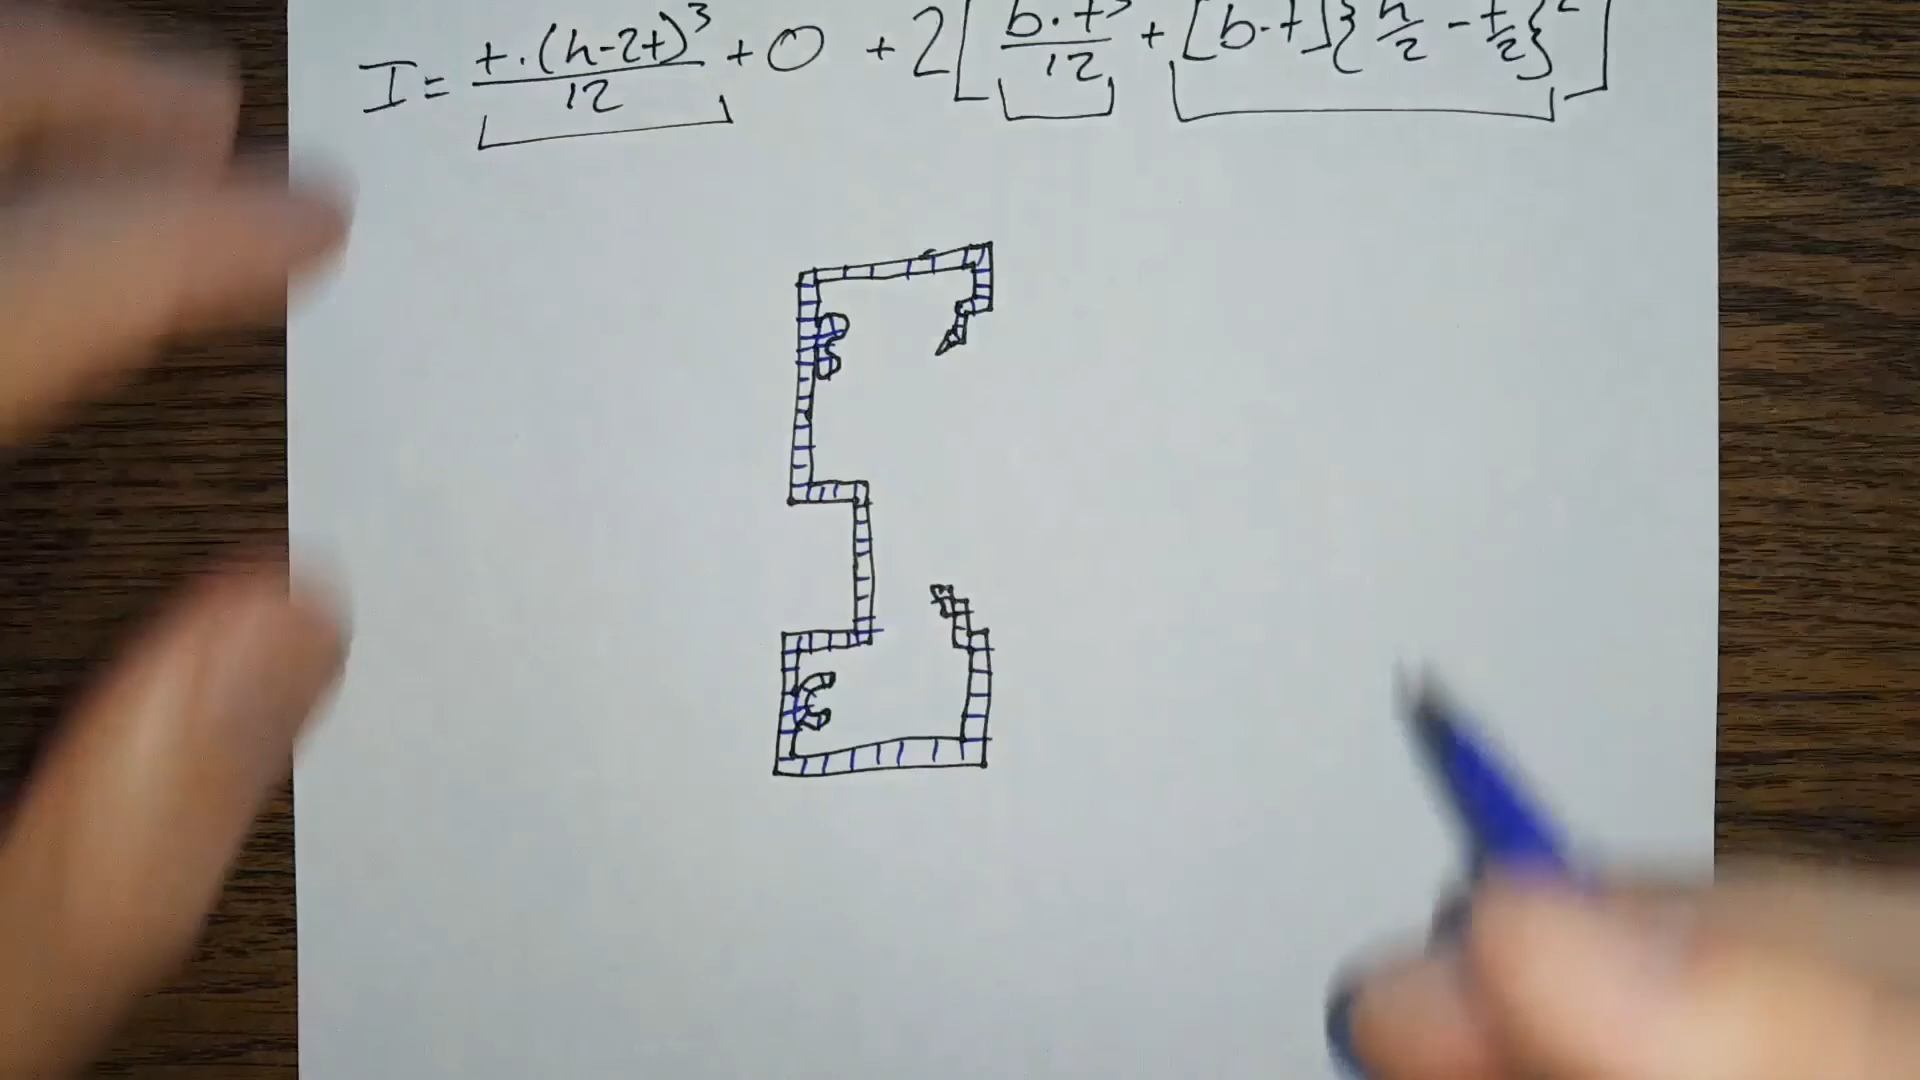 I = t·(h-2t)³/12 + 0 + 2[b·t³/12 + [b·t]{h/2 - t/2}²]